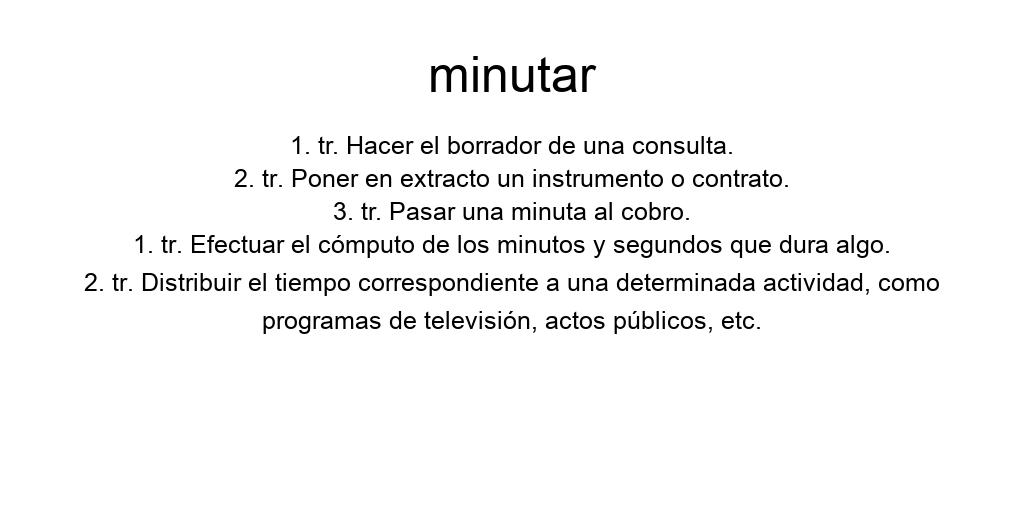 minutar
1. tr. Hacer el borrador de una consulta.
2. tr. Poner en extracto un instrumento o contrato.
3. tr. Pasar una minuta al cobro.
1. tr. Efectuar el cómputo de los minutos y segundos que dura algo.
2. tr. Distribuir el tiempo correspondiente a una determinada actividad, como
programas de televisión, actos públicos, etc.